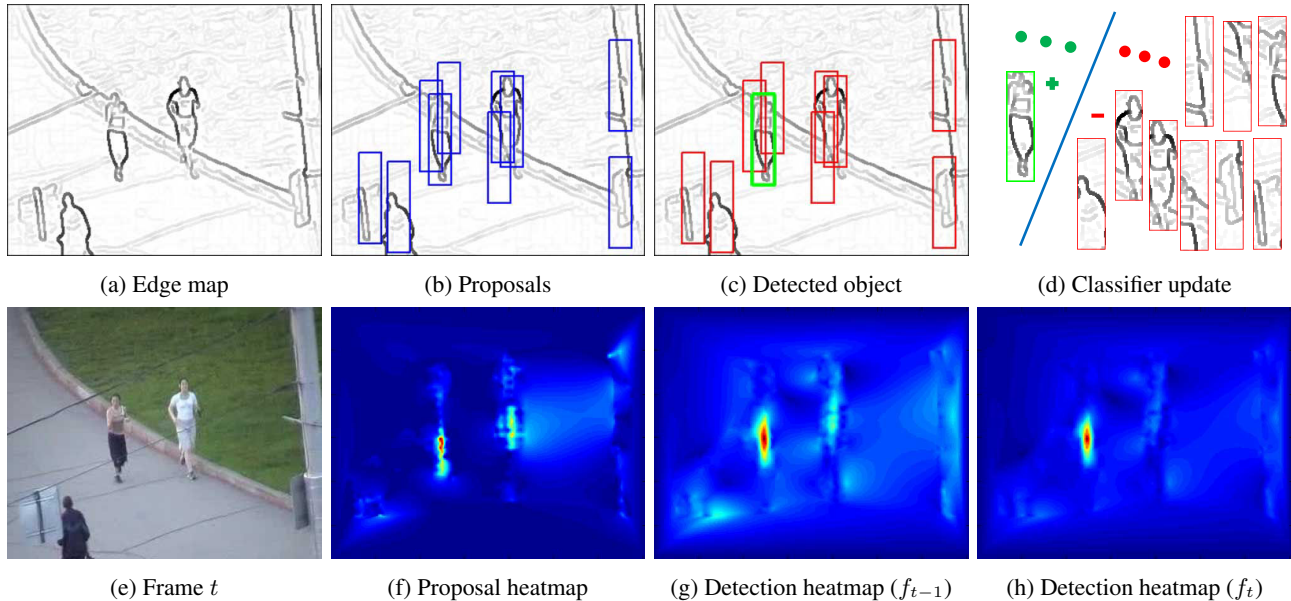 (a) Edge map
(b) Proposals
(c) Detected object
(d) Classifier update
(e) Frame t
(f) Proposal heatmap
(g) Detection heatmap (f_{t−1})
(h) Detection heatmap (f_t)